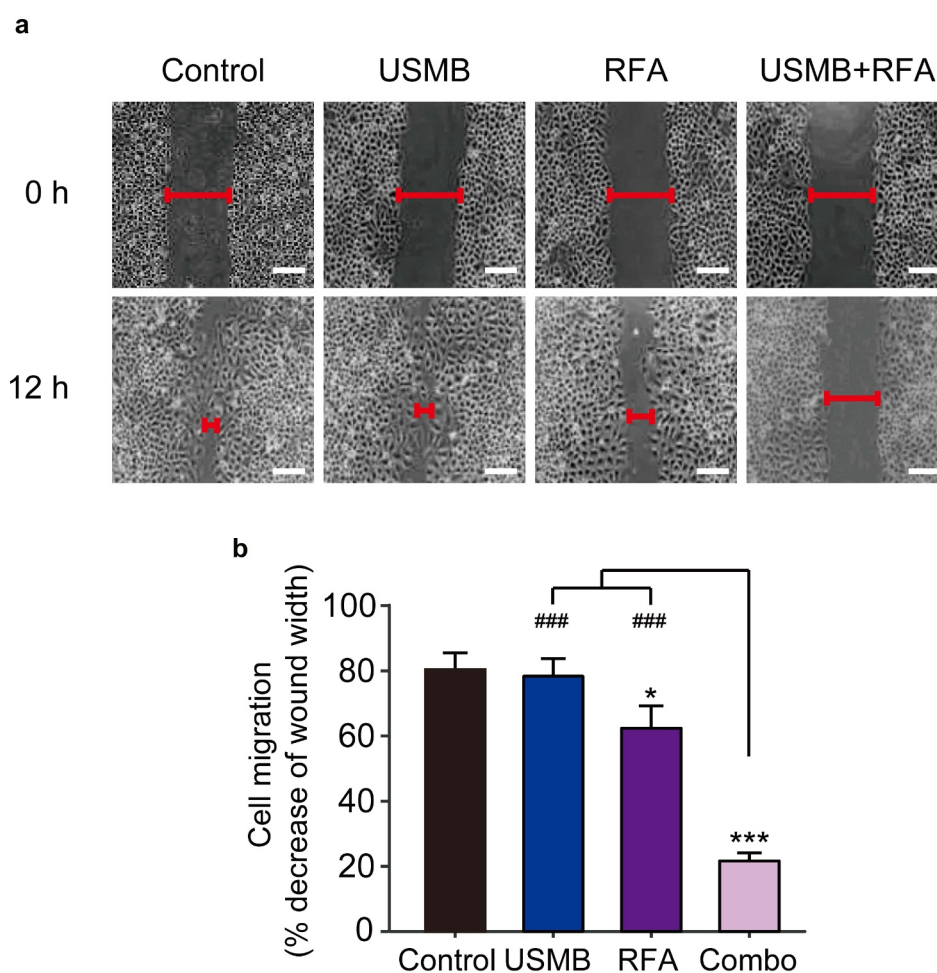 a
Control USMB RFA USMB+RFA
0 h
12 h
b
Cell migration
(% decrease of wound width)
100
80
60
40
20
0
### ###
*
***
Control USMB RFA Combo